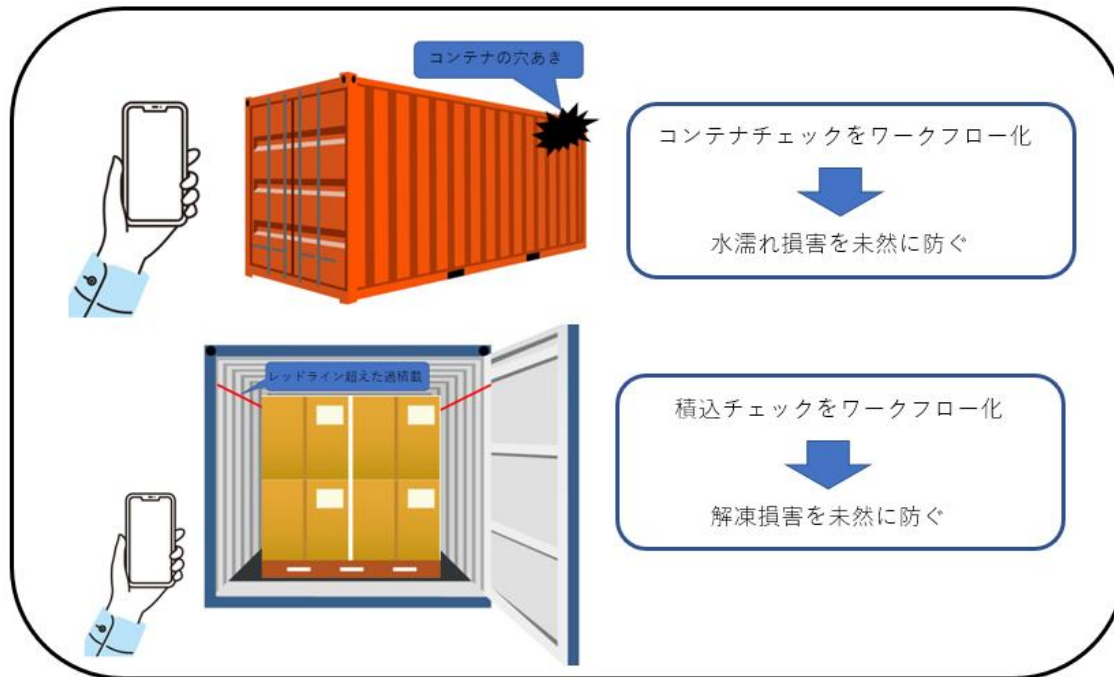 コンテナの穴あき
コンテナチェックをワークフロー化
水濡れ損害を未然に防ぐ
レッドライン超えた過積載
積込チェックをワークフロー化
解凍損害を未然に防ぐ